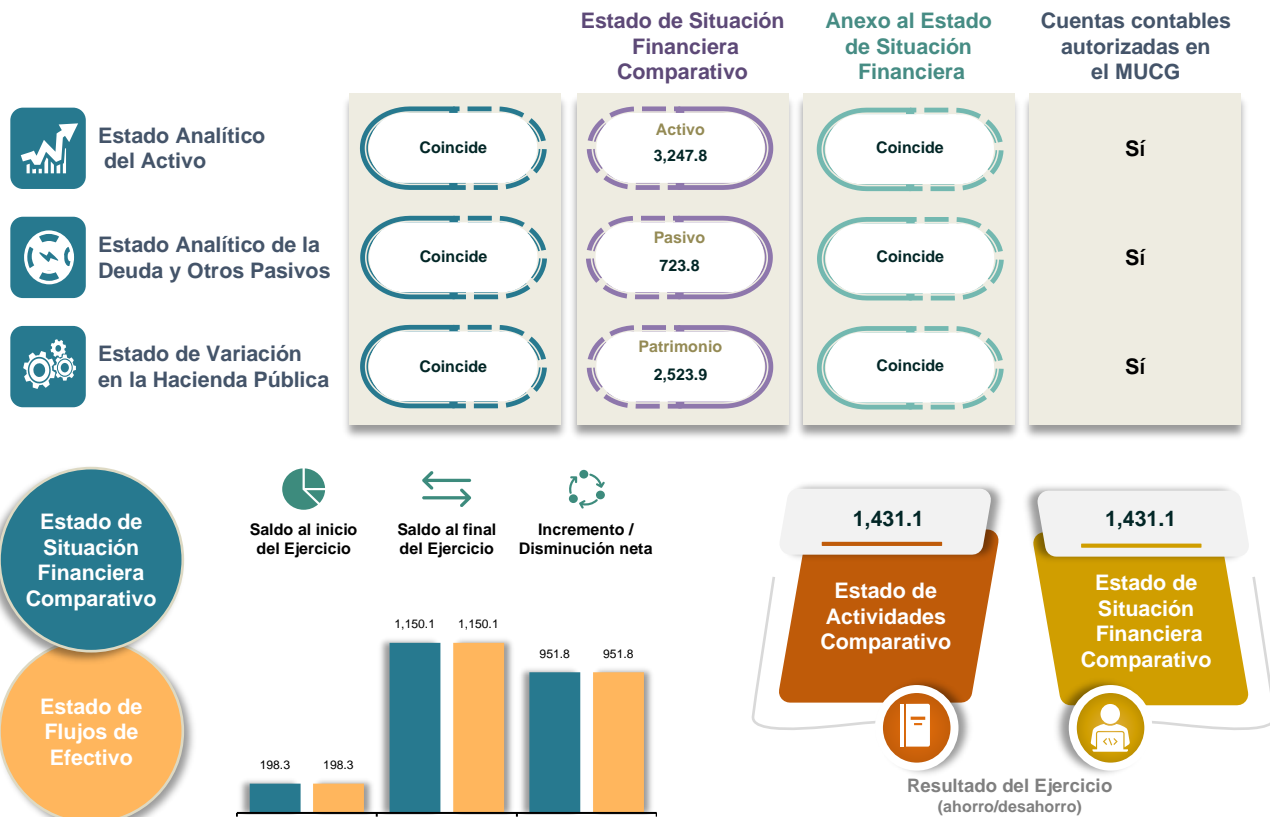 Estado de Situación
Financiera
Comparativo
Anexo al Estado
de Situación
Financiera
Cuentas contables
autorizadas en
el MUCG
Estado Analítico
del Activo
Coincide
Activo
3,247.8
Coincide
Sí
Estado Analítico de la
Deuda y Otros Pasivos
Coincide
Pasivo
723.8
Coincide
Sí
Estado de Variación
en la Hacienda Pública
Coincide
Patrimonio
2,523.9
Coincide
Sí
Estado de
Situación
Financiera
Comparativo
Estado de
Flujos de
Efectivo
Saldo al inicio
del Ejercicio
Saldo al final
del Ejercicio
Incremento /
Disminución neta
198.3
198.3
1,150.1
1,150.1
951.8
951.8
1,431.1
Estado de
Actividades
Comparativo
1,431.1
Estado de
Situación
Financiera
Comparativo
Resultado del Ejercicio
(ahorro/desahorro)